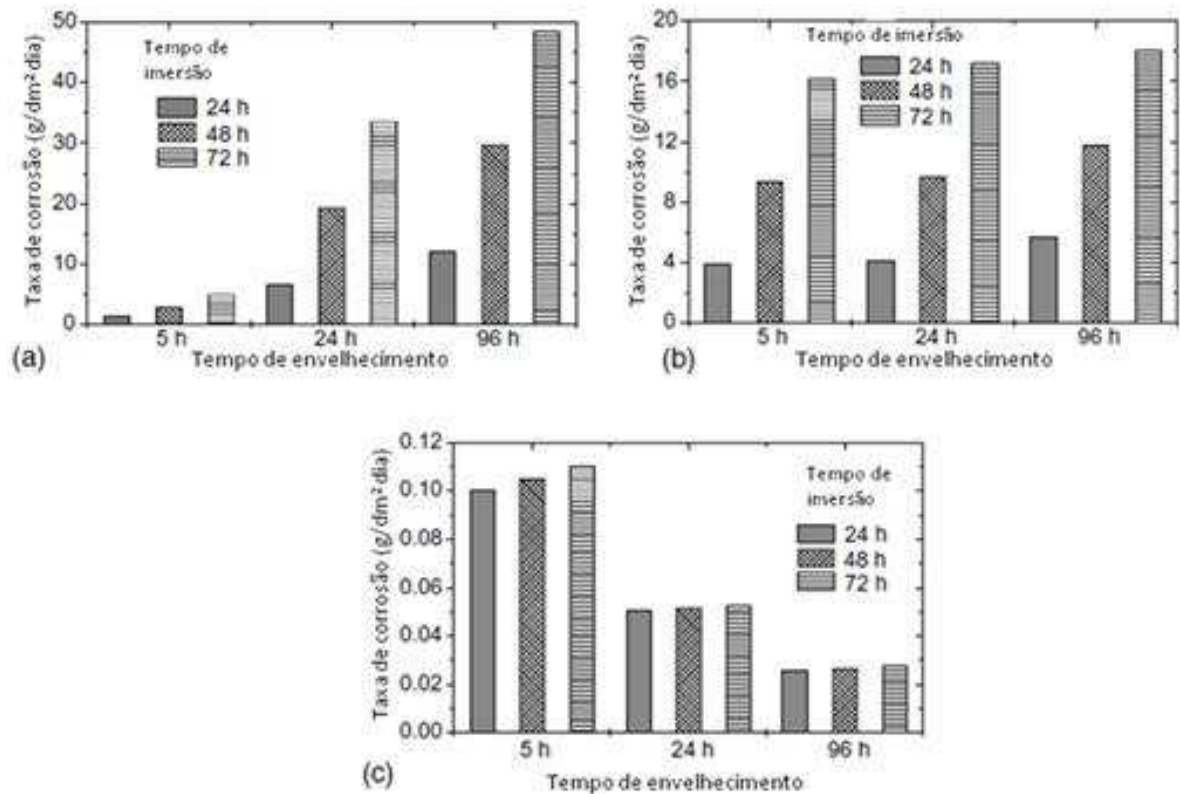 50
40
30
20
10
0
Taxa de corrosão (g/dm² dia)
Tempo de
imersão
24 h
48 h
72 h
5 h
24 h
96 h
Tempo de envelhecimento
(a)
20
16
12
8
4
0
Taxa de corrosão (g/dm² dia)
Tempo de imersão
24 h
48 h
72 h
5 h
24 h
96 h
Tempo de envelhecimento
(b)
0.12
0.10
0.08
0.06
0.04
0.02
0.00
Taxa de corrosão (g/dm² dia)
Tempo de
imersão
24 h
48 h
72 h
5 h
24 h
96 h
Tempo de envelhecimento
(c)